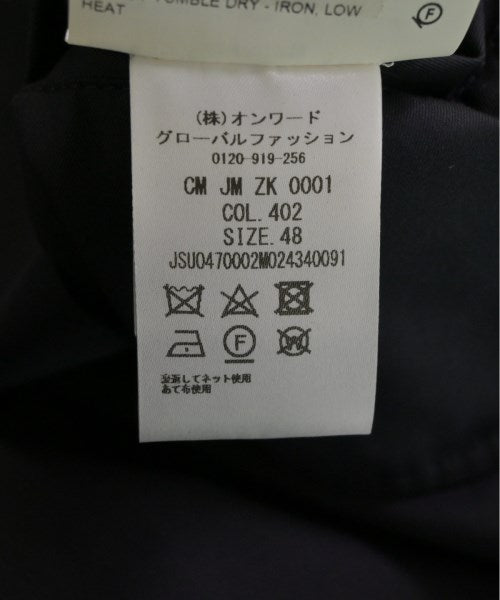 TUMBLE DRY - IRON, LOW
HEAT
F
(株)オンワード
グローバルファッション
0120-919-256
CM JM ZK 0001
COL. 402
SIZE. 48
JSU0470002M024340091
F
W
裏返してネット使用
あて布使用